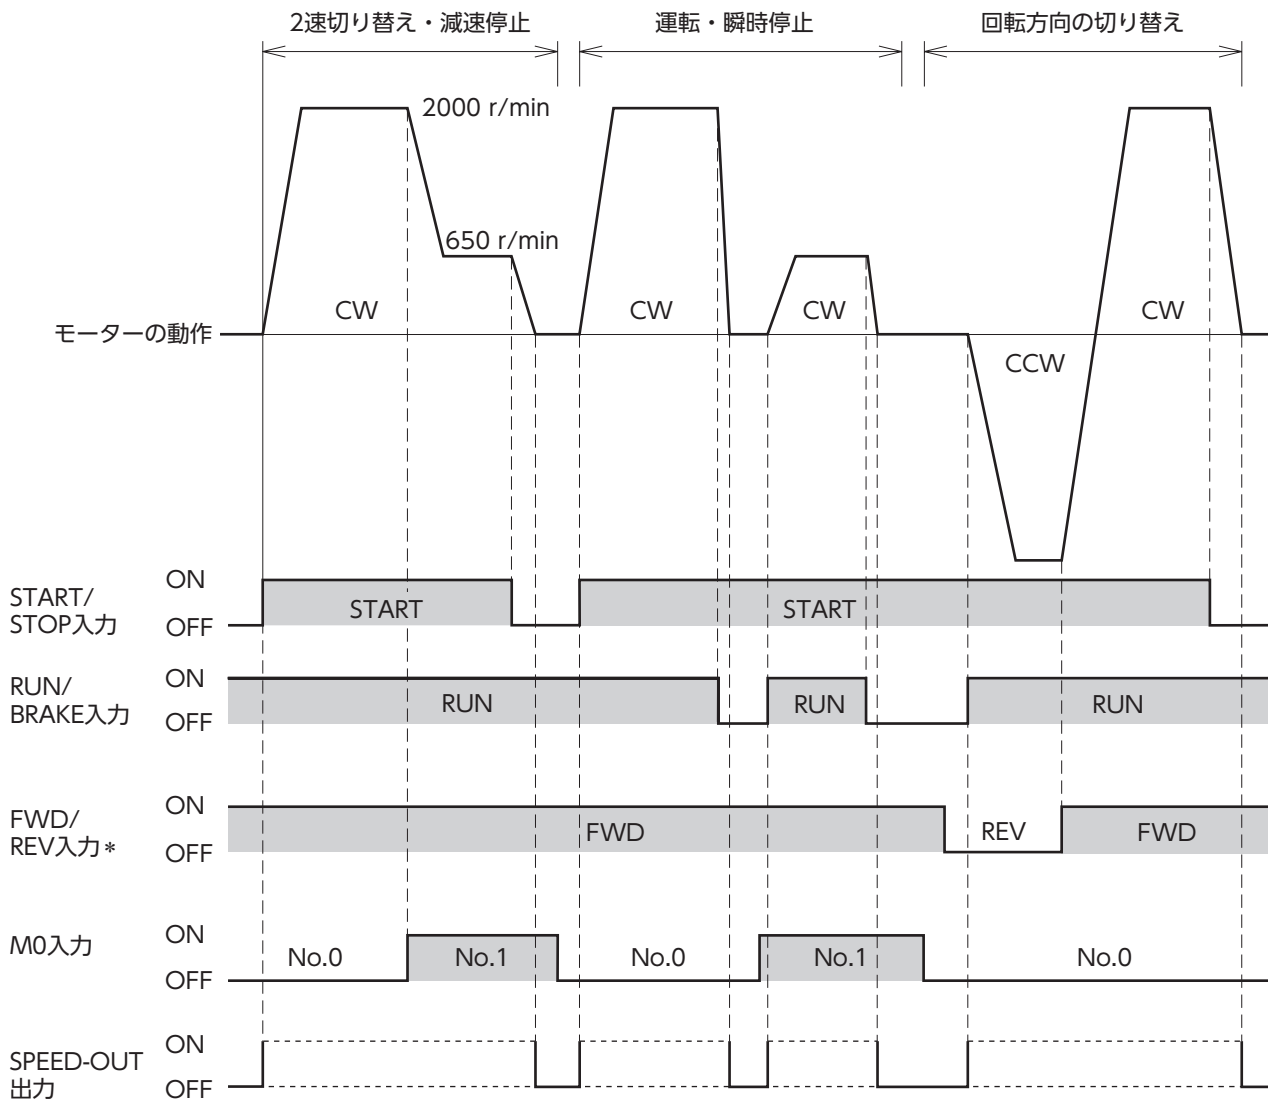 2速切り替え・減速停止
運転・瞬時停止
回転方向の切り替え
2000 r/min
650 r/min
CW
CW
CW
CW
モーターの動作
CCW
START/
STOP入力
ON
OFF
START
START
RUN/
BRAKE入力
ON
OFF
RUN
RUN
RUN
FWD/
REV入力*
ON
OFF
FWD
REV
FWD
M0入力
ON
OFF
No.0
No.1
No.0
No.1
No.0
SPEED-OUT
出力
ON
OFF